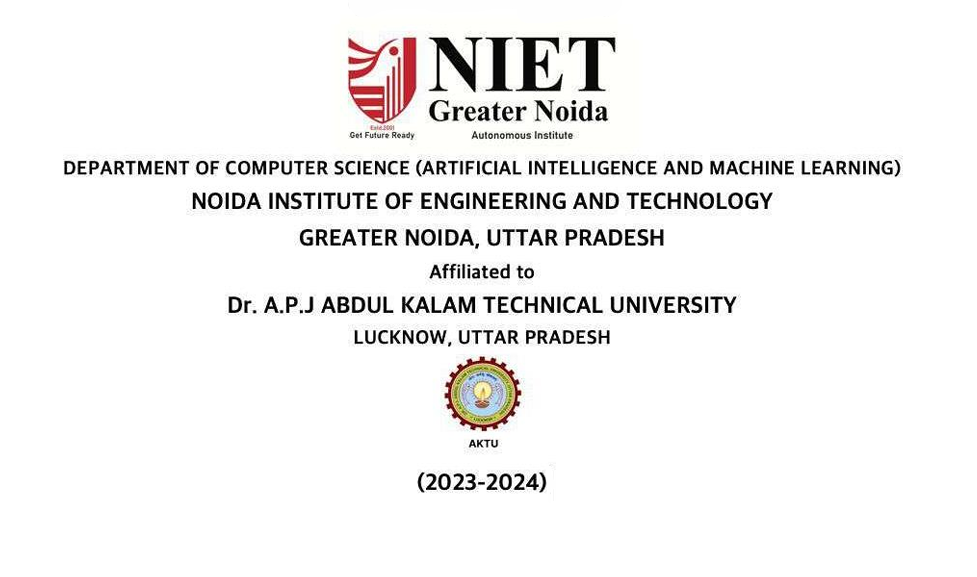 NIET
Greater Noida
Estd.2001
Get Future Ready
Autonomous Institute
DEPARTMENT OF COMPUTER SCIENCE (ARTIFICIAL INTELLIGENCE AND MACHINE LEARNING)
NOIDA INSTITUTE OF ENGINEERING AND TECHNOLOGY
GREATER NOIDA, UTTAR PRADESH
Affiliated to
Dr. A.P.J ABDUL KALAM TECHNICAL UNIVERSITY
LUCKNOW, UTTAR PRADESH
AKTU
(2023-2024)